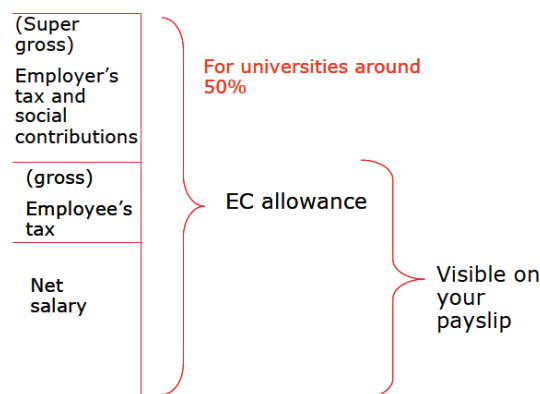 (Super
gross)
Employer's
tax and
social
contributions
For universities around
50%
(gross)
Employee's
tax
EC allowance
Net
salary
Visible on
your
payslip